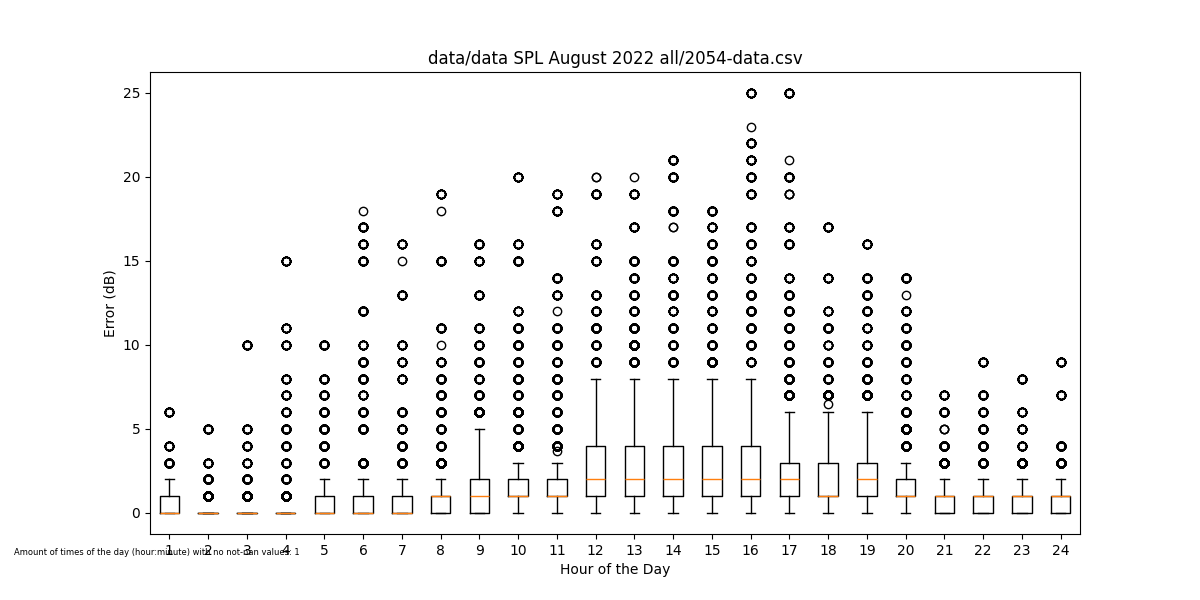 data/data SPL August 2022 all/2054-data.csv
Error (dB)
25
20
15
10
5
0
1 2 3 4 5 6 7 8 9 10 11 12 13 14 15 16 17 18 19 20 21 22 23 24
Amount of times of the day (hour:minute) with no not-nan values: 1
Hour of the Day